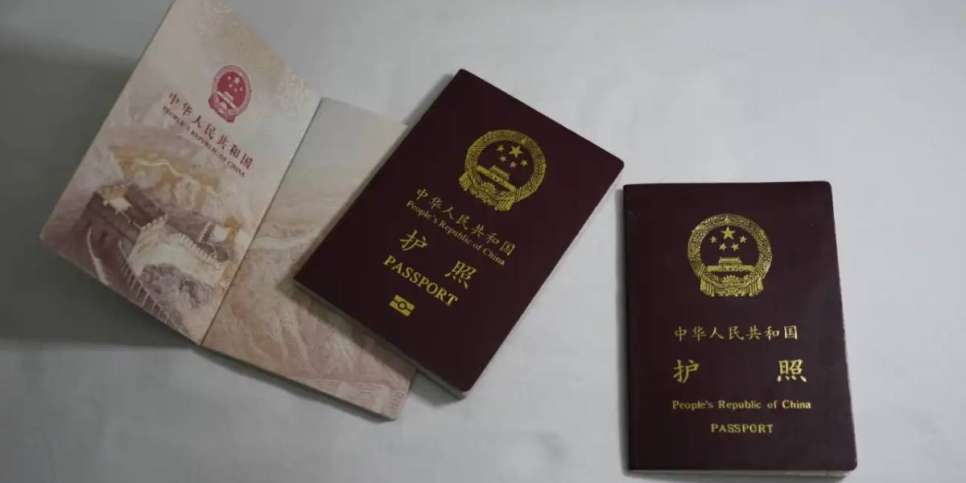 中华人民共和国
PEOPLE'S REPUBLIC OF CHINA
中华人民共和国
People's Republic of China
护 照
PASSPORT
中华人民共和国
护 照
People's Republic of China
PASSPORT